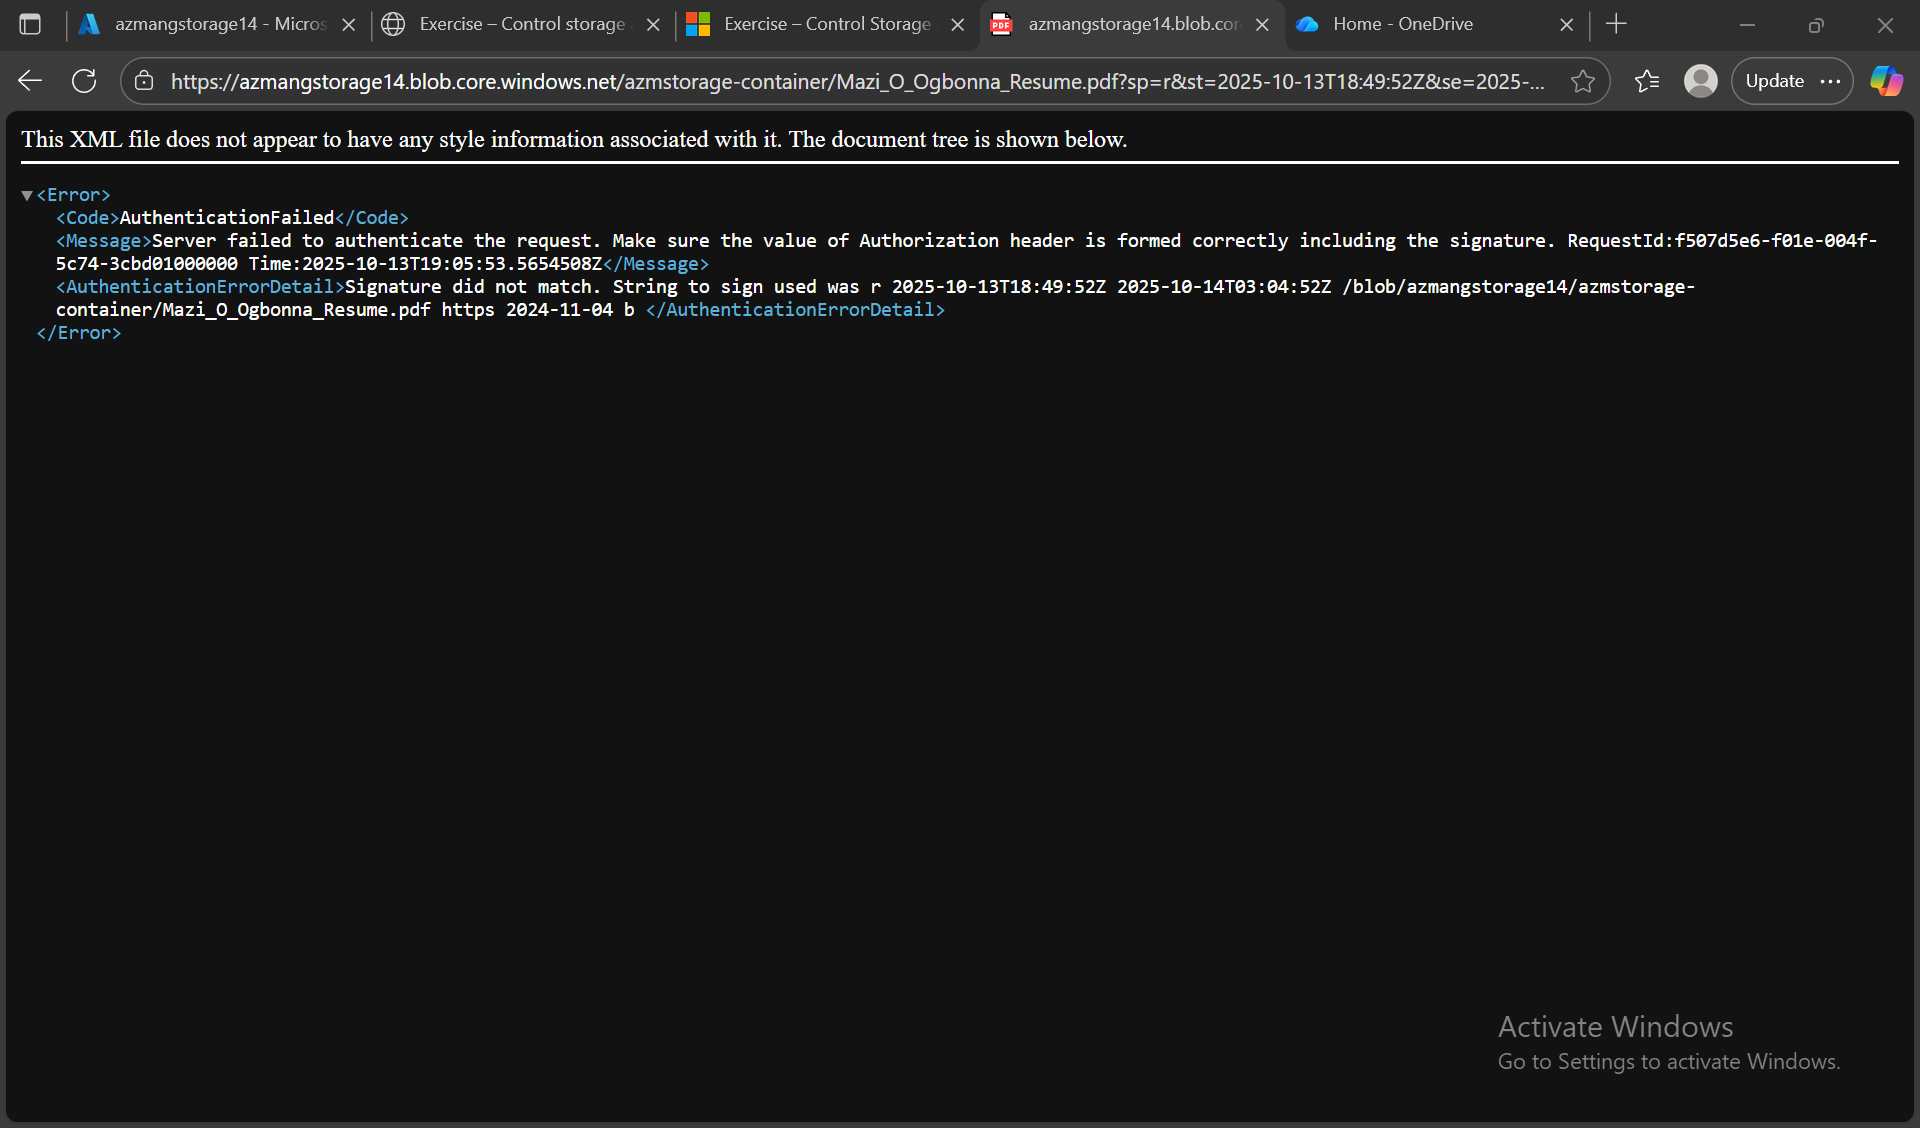 azmangstorage14 - Micros
Exercise – Control storage
Exercise – Control Storage
azmangstorage14.blob.cor
Home - OneDrive
https://azmangstorage14.blob.core.windows.net/azmstorage-container/Mazi_O_Ogbonna_Resume.pdf?sp=r&st=2025-10-13T18:49:52Z&se=2025-...
Update
This XML file does not appear to have any style information associated with it. The document tree is shown below.
▼<Error>
<Code>AuthenticationFailed</Code>
<Message>Server failed to authenticate the request. Make sure the value of Authorization header is formed correctly including the signature. RequestId:f507d5e6-f01e-004f-
5c74-3cbd01000000 Time:2025-10-13T19:05:53.5654508Z</Message>
<AuthenticationErrorDetail>Signature did not match. String to sign used was r 2025-10-13T18:49:52Z 2025-10-14T03:04:52Z /blob/azmangstorage14/azmstorage-
container/Mazi_O_Ogbonna_Resume.pdf https 2024-11-04 b </AuthenticationErrorDetail>
</Error>
Activate Windows
Go to Settings to activate Windows.